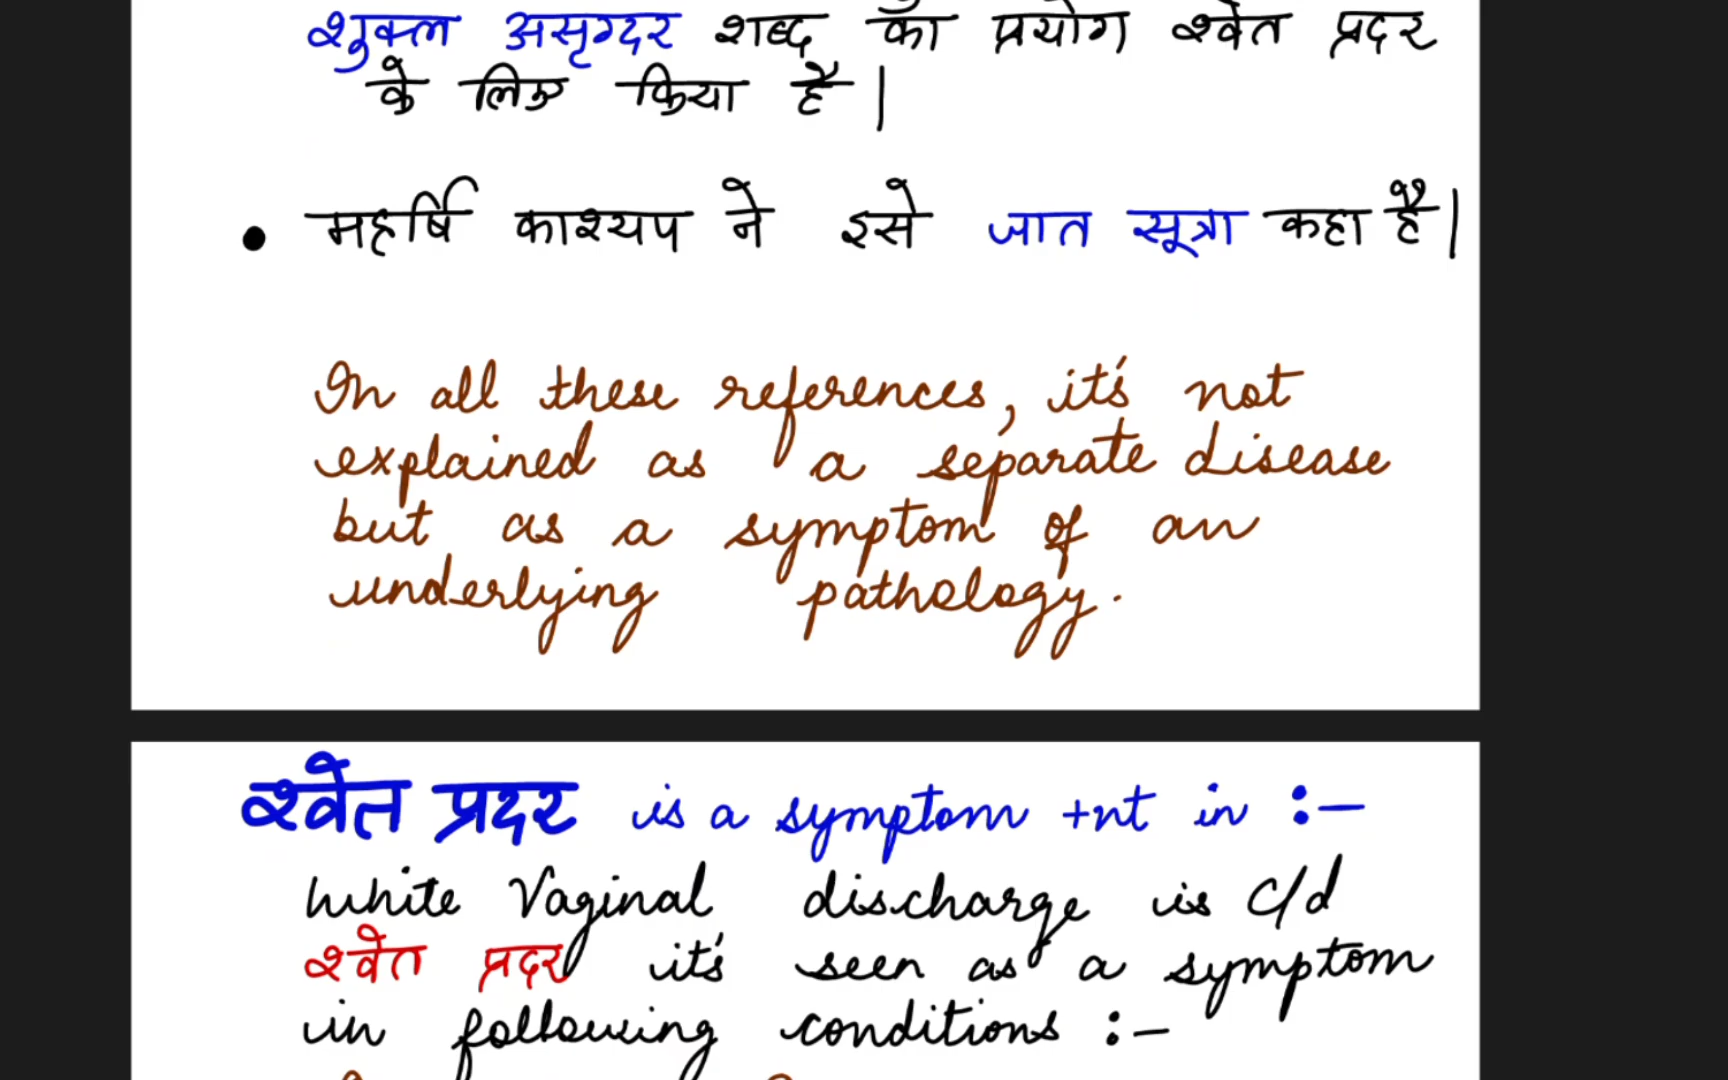 शुक्ल असृग्दर शब्द का प्रयोग श्वेत प्रदर
के लिए किया है |
• महर्षि काश्यप ने इसे जात सूत्रा कहा है |
In all these references, it's not
explained as a separate disease
but as a symptom of an
underlying pathology.
श्वेत प्रदर is a symptom +nt in :-
White Vaginal discharge is c/d
श्वेत प्रदर it's seen as a symptom
in following conditions :-